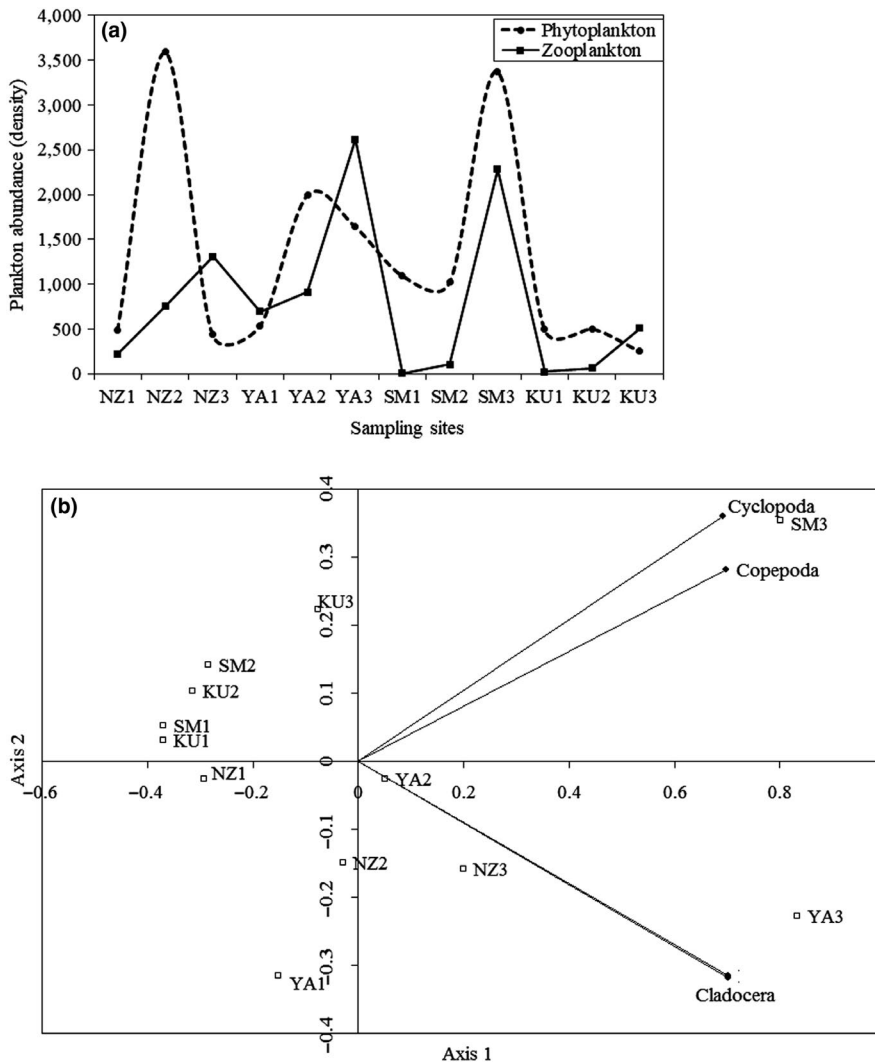 (a)
Phytoplankton
Zooplankton
4,000
3,500
3,000
2,500
2,000
1,500
1,000
500
0
Plankton abundance (density)
NZ1 NZ2 NZ3 YA1 YA2 YA3 SM1 SM2 SM3 KU1 KU2 KU3
Sampling sites
(b)
0.4
0.3
0.2
0.1
0
−0.1
−0.2
−0.3
−0.4
Axis 2
Cyclopoda
SM3
Copepoda
KU3
SM2
KU2
SM1
KU1
NZ1
YA2
−0.6 −0.4 −0.2 0 0.2 0.4 0.6 0.8
NZ2
NZ3
YA3
YA1
Cladocera
Axis 1